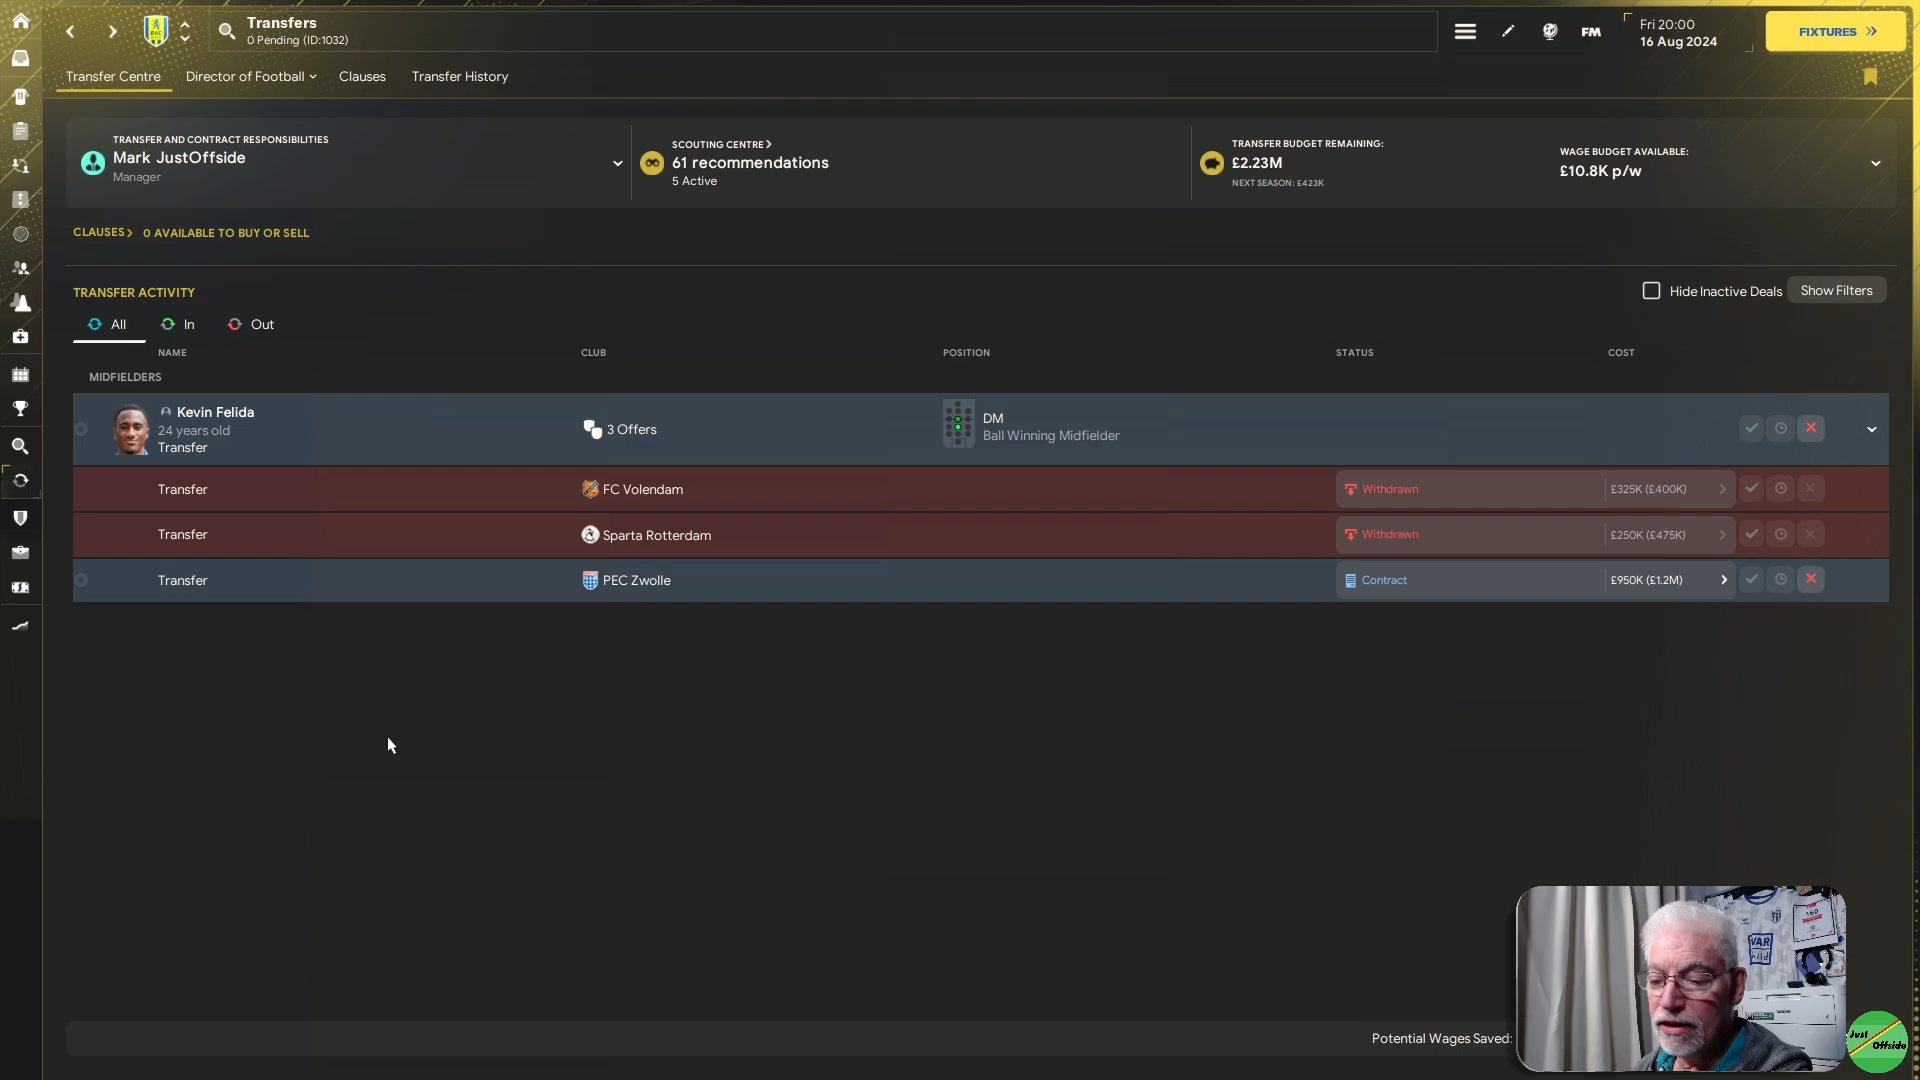 Transfers
0 Pending (ID:1032)
FM
Fri 20:00
16 Aug 2024
FIXTURES
Transfer Centre
Director of Football
Clauses
Transfer History
TRANSFER AND CONTRACT RESPONSIBILITIES
Mark JustOffside
Manager
SCOUTING CENTRE
61 recommendations
5 Active
TRANSFER BUDGET REMAINING:
£2.23M
NEXT SEASON: £423K
WAGE BUDGET AVAILABLE:
£10.8K p/w
CLAUSES 0 AVAILABLE TO BUY OR SELL
TRANSFER ACTIVITY
Hide Inactive Deals
Show Filters
All In Out
NAME CLUB POSITION STATUS COST
MIDFIELDERS
Kevin Felida
24 years old
Transfer
3 Offers
DM
Ball Winning Midfielder
Transfer FC Volendam Withdrawn £325K (£400K)
Transfer Sparta Rotterdam Withdrawn £250K (£475K)
Transfer PEC Zwolle Contract £950K (£1.2M)
Potential Wages Saved:
160
VAR
Just
Offside